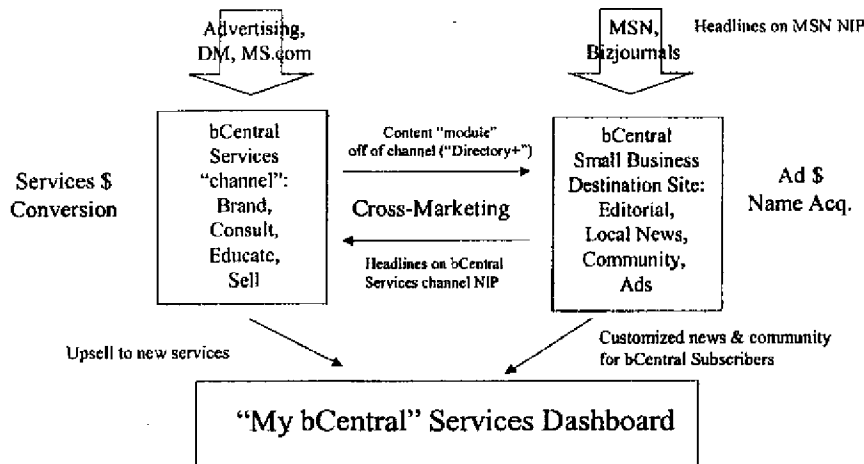 Advertising,
DM, MS.com
MSN,
Bizjournals
Headlines on MSN NIP
bCentral
Services
“channel”:
Brand,
Consult,
Educate,
Sell
Services $
Conversion
Content “module”
off of channel (“Directory+”)
Cross-Marketing
Headlines on bCentral
Services channel NIP
bCentral
Small Business
Destination Site:
Editorial,
Local News,
Community,
Ads
Ad $
Name Acq.
Upsell to new services
Customized news & community
for bCentral Subscribers
“My bCentral” Services Dashboard